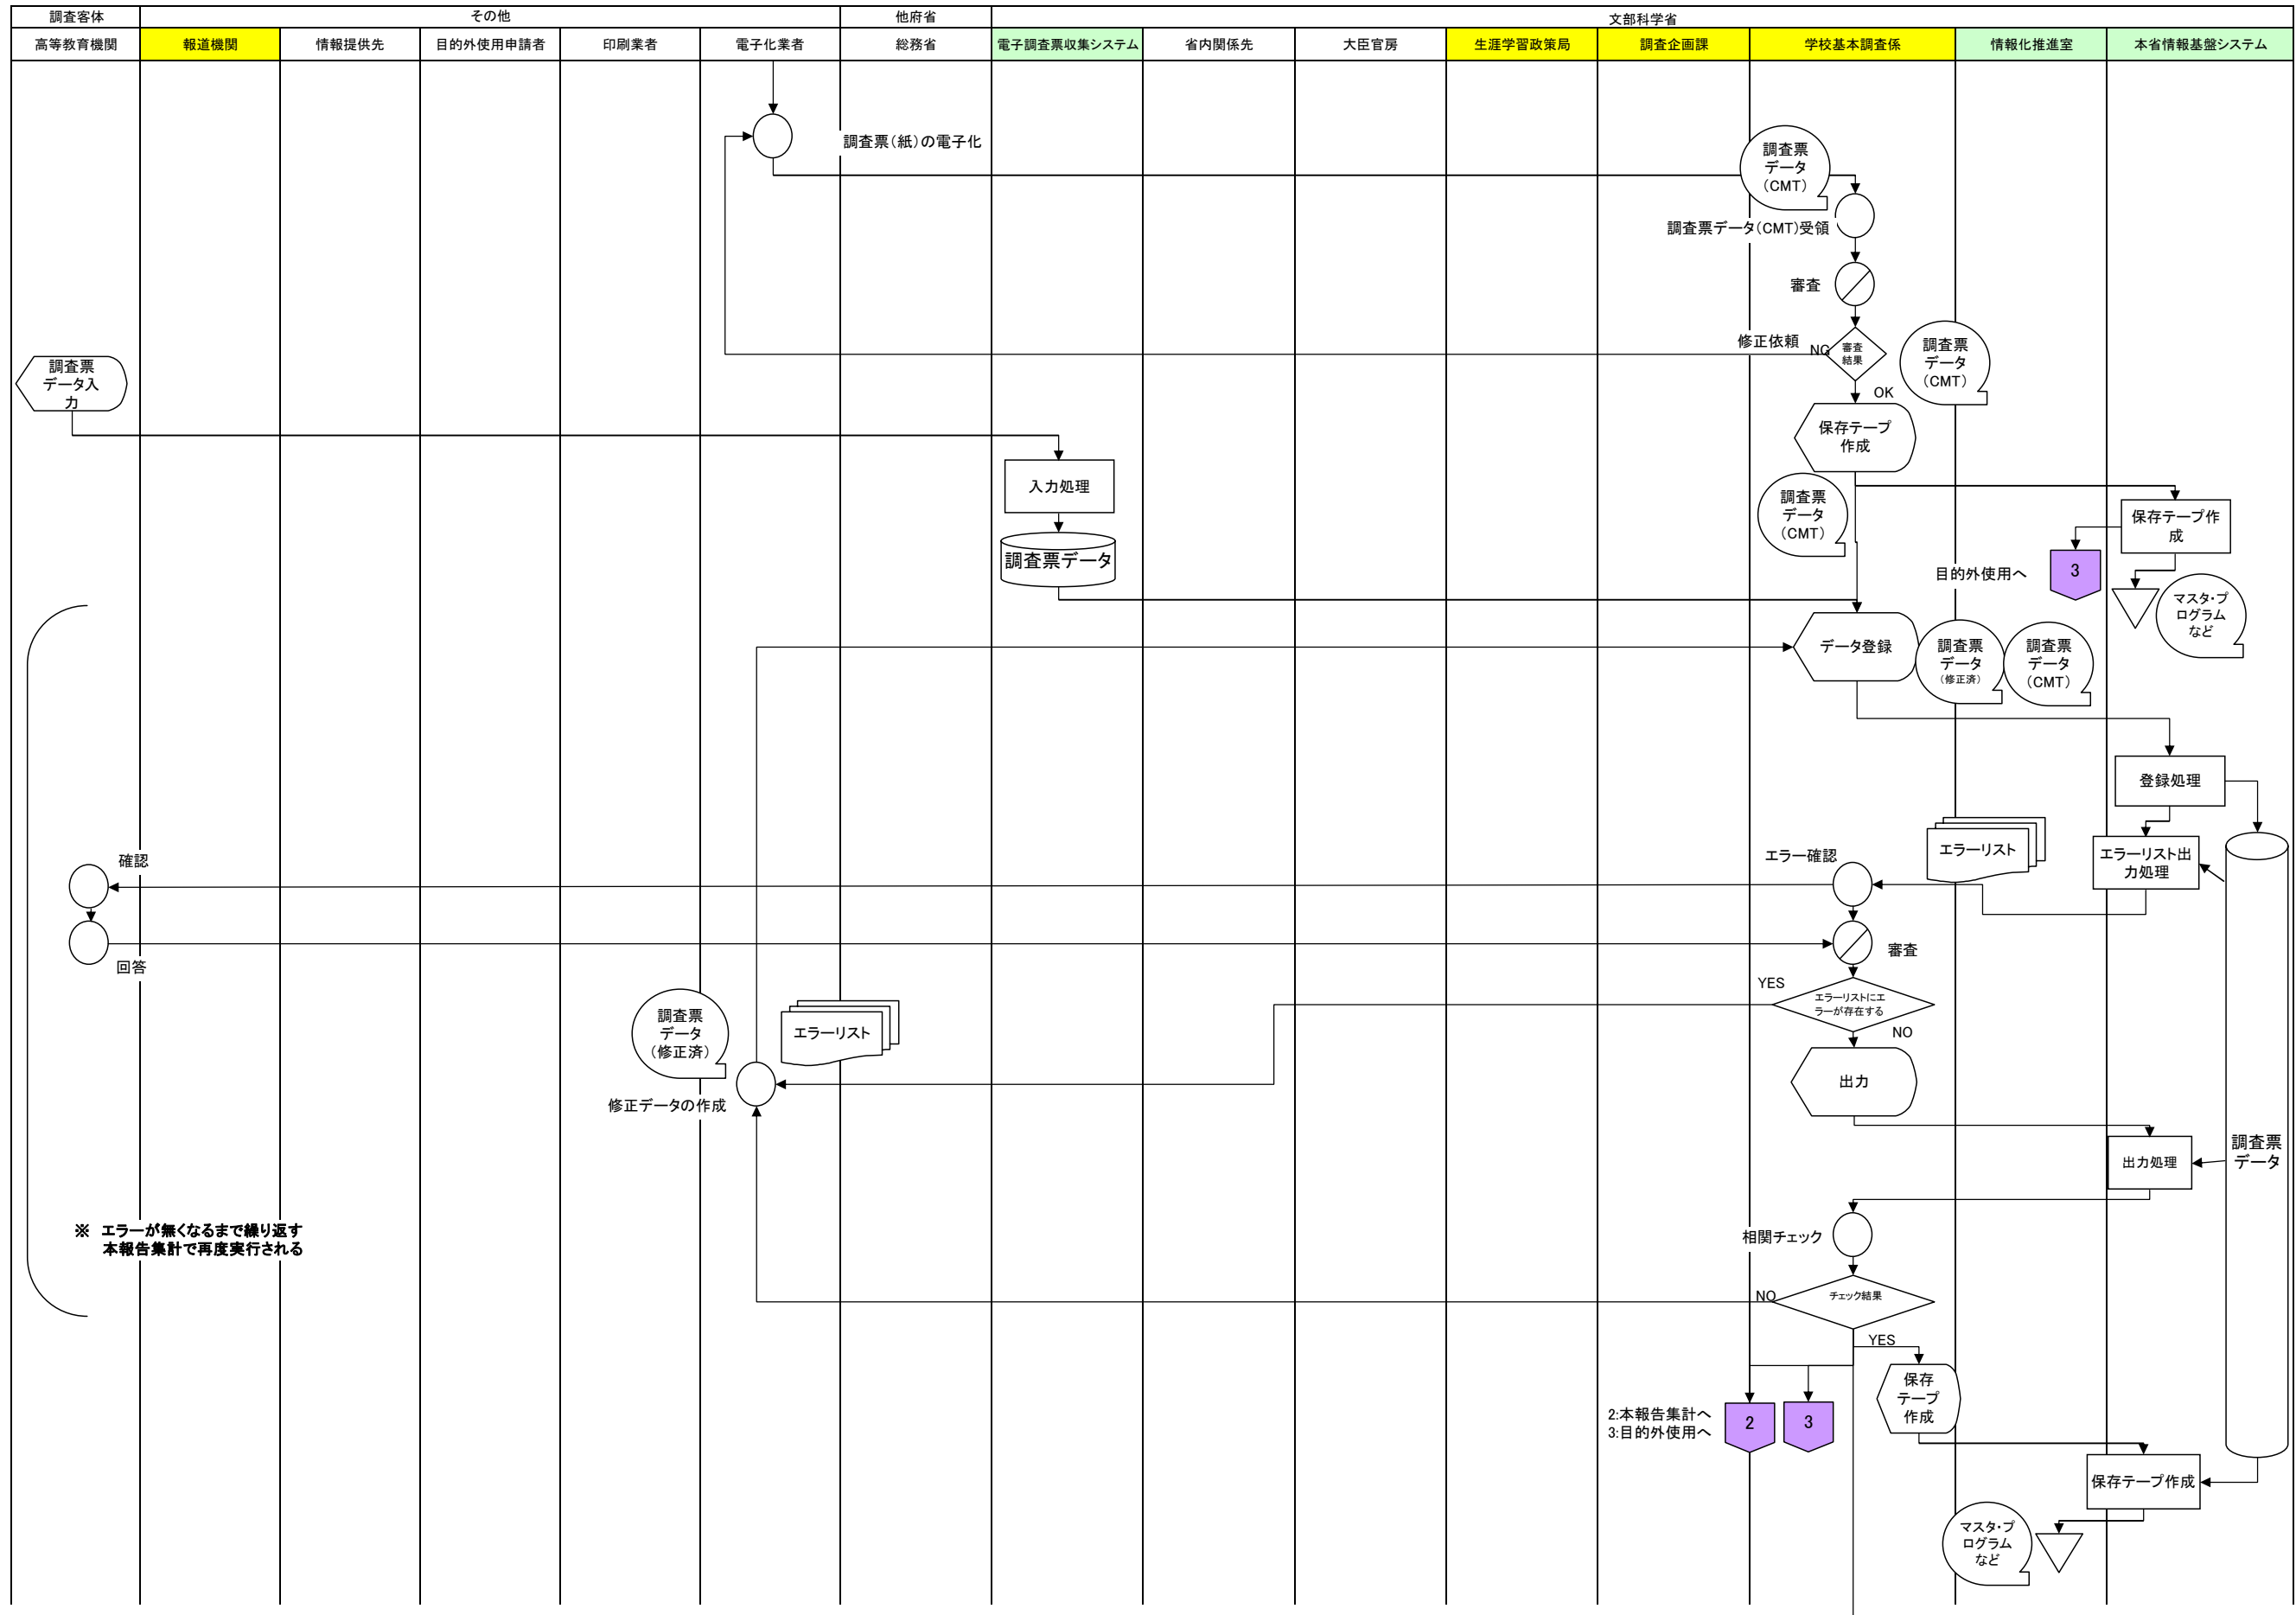 調査客体
その他
他府省
文部科学省
高等教育機関
報道機関
情報提供先
目的外使用申請者
印刷業者
電子化業者
総務省
電子調査票収集システム
省内関係先
大臣官房
生涯学習政策局
調査企画課
学校基本調査係
情報化推進室
本省情報基盤システム
調査票(紙)の電子化
調査票
データ
(CMT)
調査票データ(CMT)受領
審査
修正依頼
NG
審査
結果
調査票
データ
(CMT)
OK
調査票
データ入
力
保存テープ
作成
入力処理
調査票
データ
(CMT)
保存テープ作
成
調査票データ
目的外使用へ
3
マスタ・プ
ログラム
など
データ登録
調査票
データ
(修正済)
調査票
データ
(CMT)
登録処理
エラーリスト
エラーリスト出
力処理
エラー確認
確認
回答
審査
YES
エラーリストにエ
ラーが存在する
NO
調査票
データ
(修正済)
エラーリスト
修正データの作成
出力
出力処理
調査票
データ
※ エラーが無くなるまで繰り返す
本報告集計で再度実行される
相関チェック
NO
チェック結果
YES
保存
テープ
作成
2:本報告集計へ
3:目的外使用へ
2
3
保存テープ作成
マスタ・プ
ログラム
など